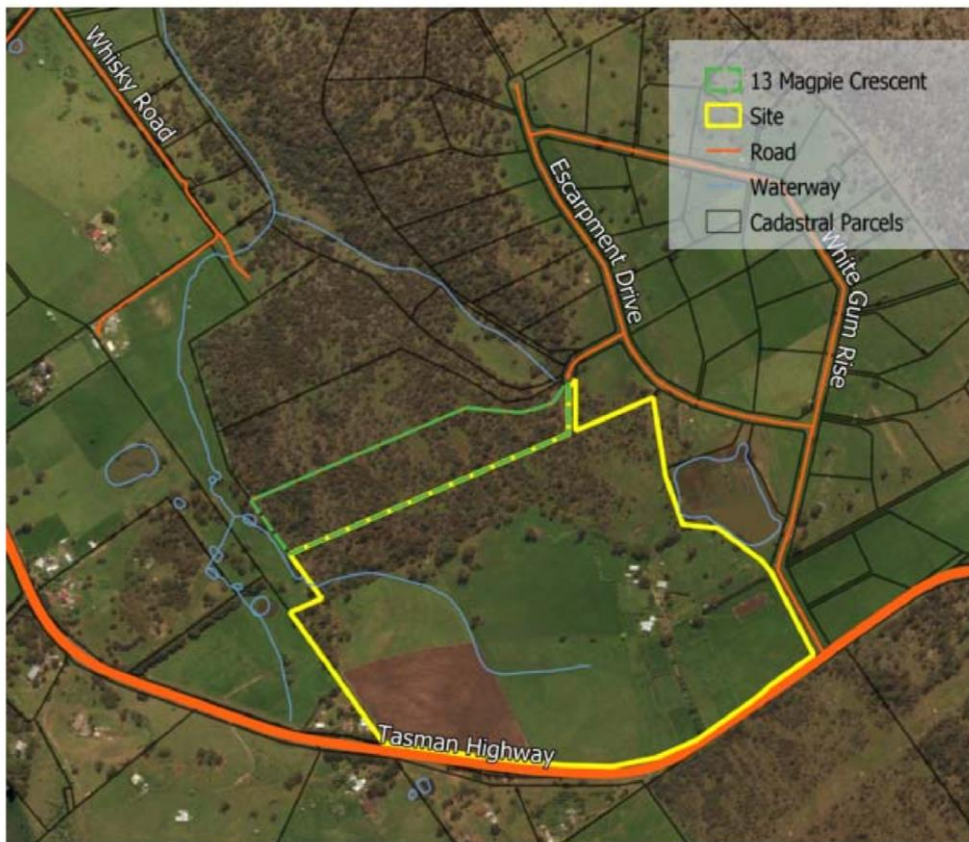 Whisky Road
13 Magpie Crescent
Site
Road
Waterway
Cadastral Parcels
Escarpment Drive
White Gum Rise
Tasman Highway